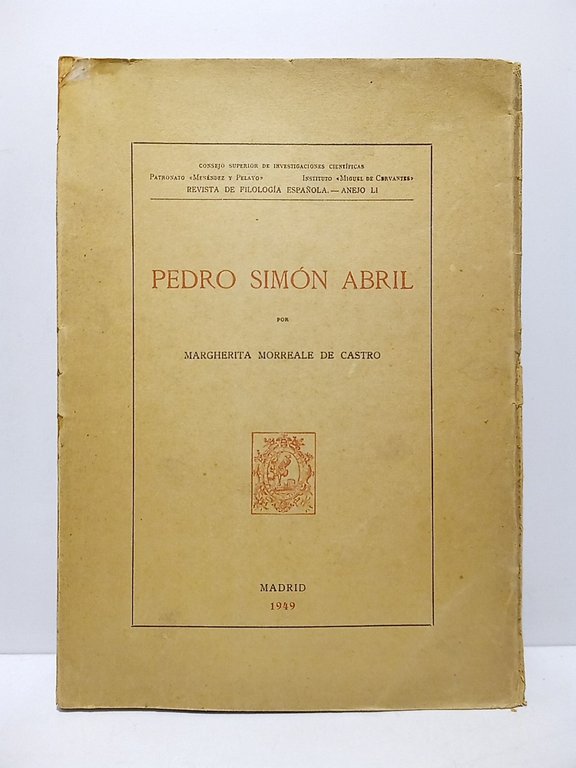 CONSEJO SUPERIOR DE INVESTIGACIONES CIENTÍFICAS
PATRONATO «MENÉNDEZ Y PELAYO» INSTITUTO «MIGUEL DE CERVANTES»
REVISTA DE FILOLOGÍA ESPAÑOLA.—ANEJO LI
PEDRO SIMÓN ABRIL
POR
MARGHERITA MORREALE DE CASTRO
MADRID
1949